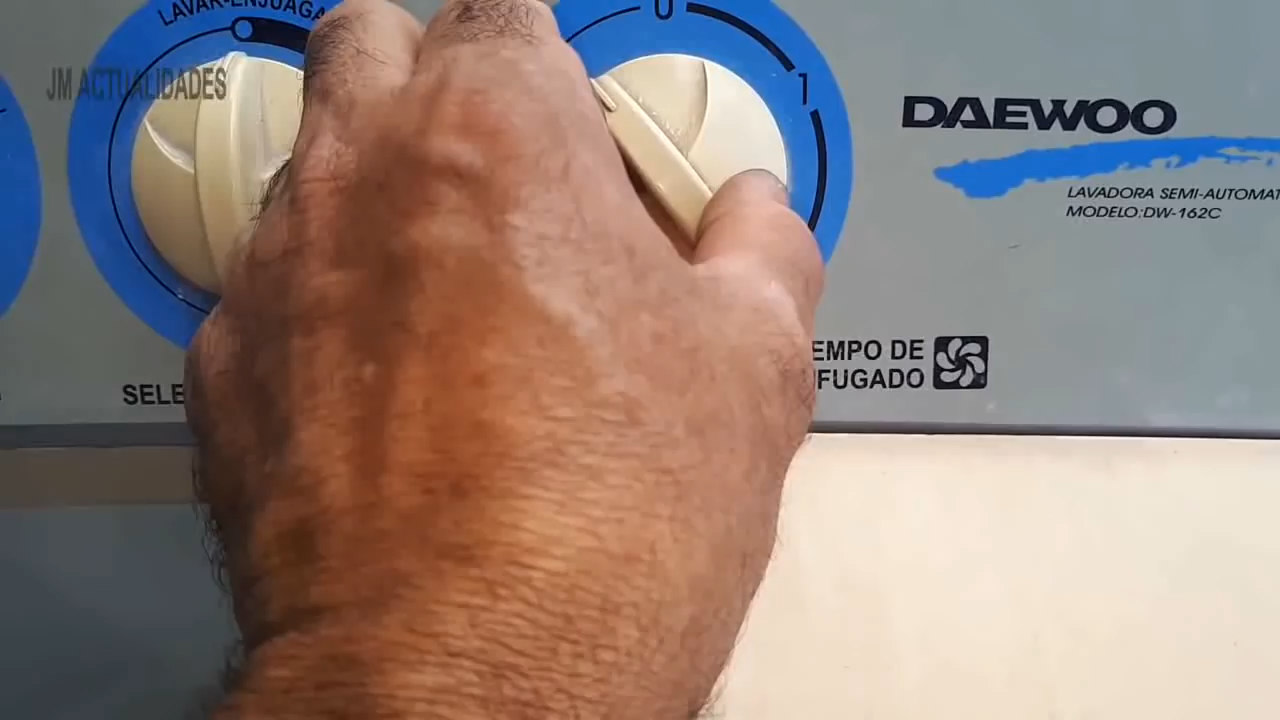 LAVAR-ENJUAGA
0
JM ACTUALIDADES
1
DAEWOO
LAVADORA SEMI-AUTOMAT
MODELO:DW-162C
EMPO DE
FUGADO
SELE